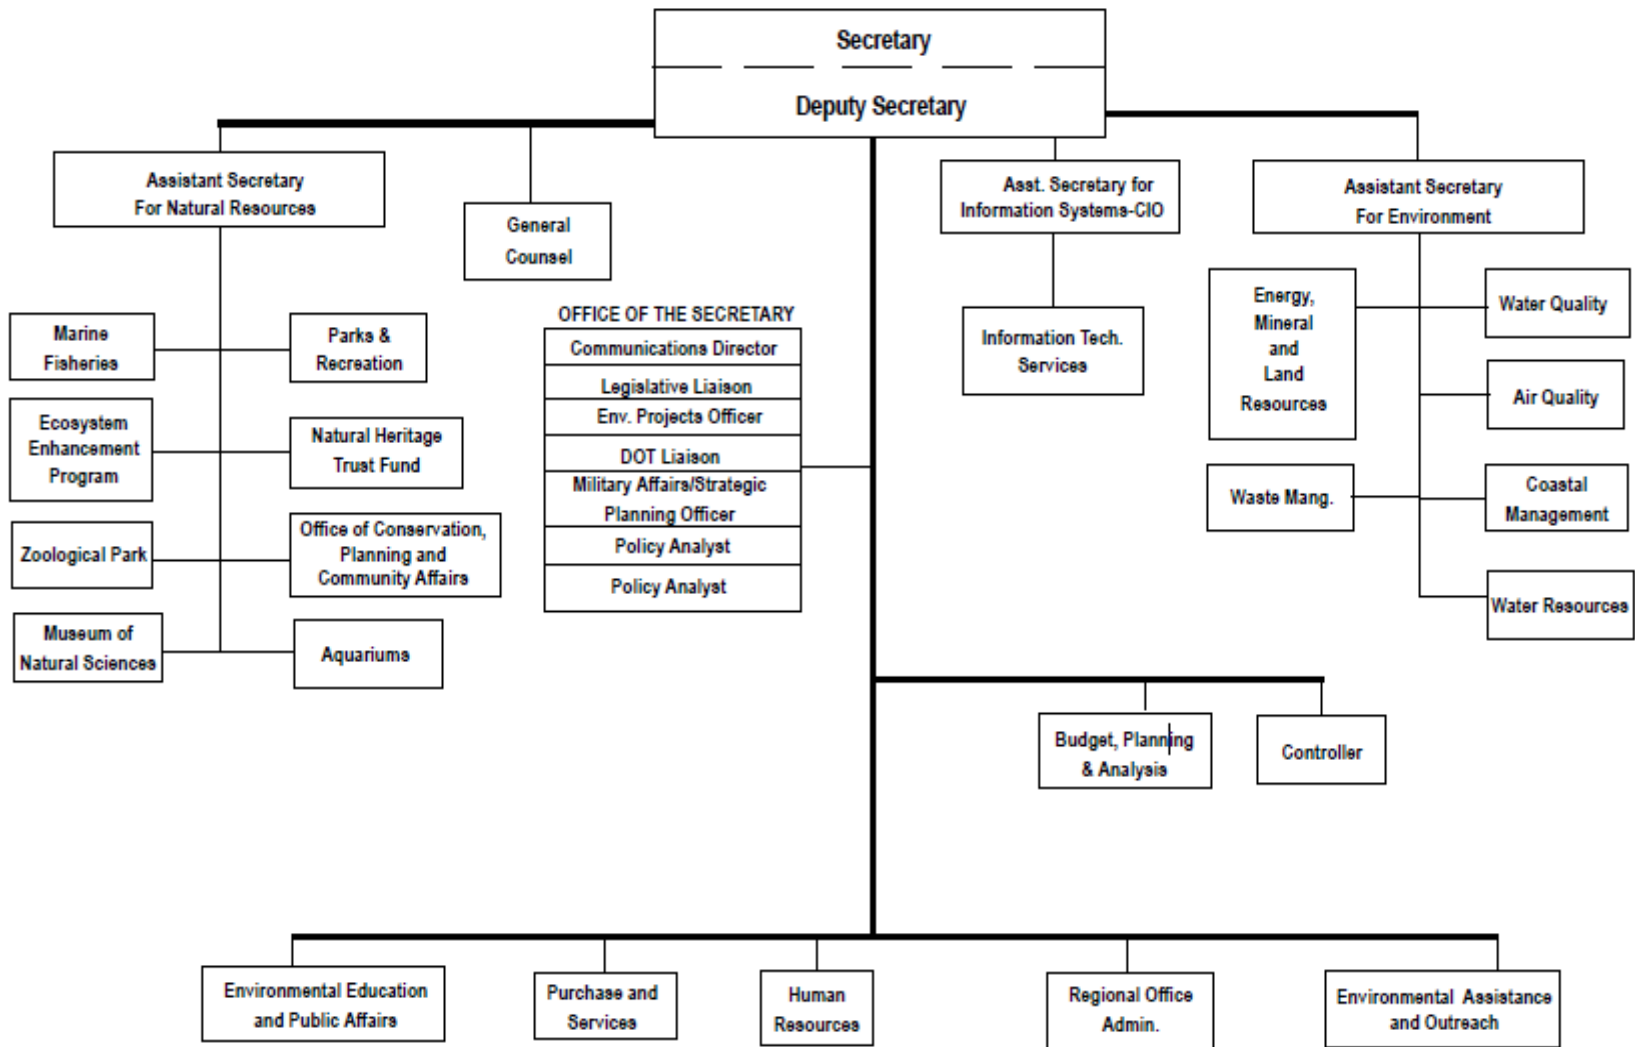 Secretary
Deputy Secretary
Assistant Secretary
For Natural Resources
General
Counsel
Asst. Secretary for
Information Systems-CIO
Assistant Secretary
For Environment
Marine
Fisheries
Parks &
Recreation
Ecosystem
Enhancement
Program
Natural Heritage
Trust Fund
Zoological Park
Office of Conservation,
Planning and
Community Affairs
Museum of
Natural Sciences
Aquariums
OFFICE OF THE SECRETARY
Communications Director
Legislative Liaison
Env. Projects Officer
DOT Liaison
Military Affairs/Strategic
Planning Officer
Policy Analyst
Policy Analyst
Information Tech.
Services
Energy,
Mineral
and
Land
Resources
Water Quality
Air Quality
Waste Mang.
Coastal
Management
Water Resources
Budget, Planning
& Analysis
Controller
Environmental Education
and Public Affairs
Purchase and
Services
Human
Resources
Regional Office
Admin.
Environmental Assistance
and Outreach